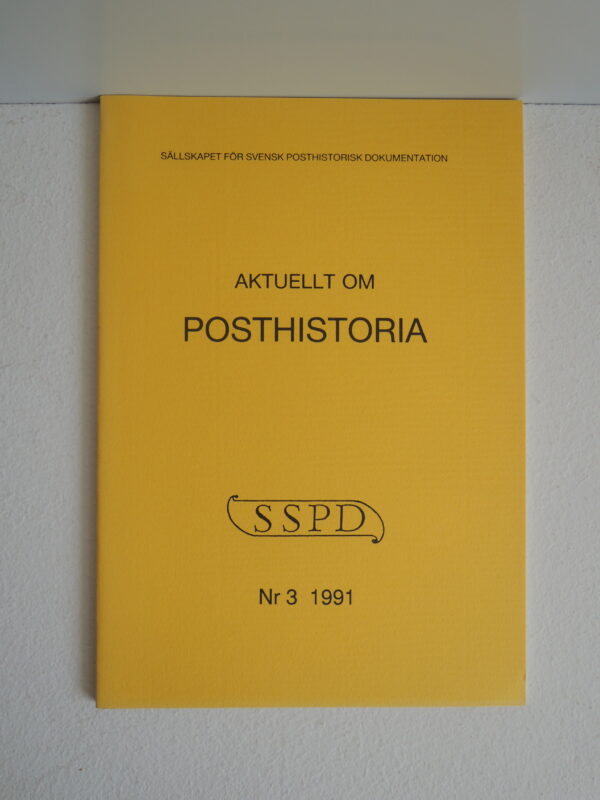 SÄLLSKAPET FÖR SVENSK POSTHISTORISK DOKUMENTATION
AKTUELLT OM
POSTHISTORIA
SSPD
Nr 3 1991